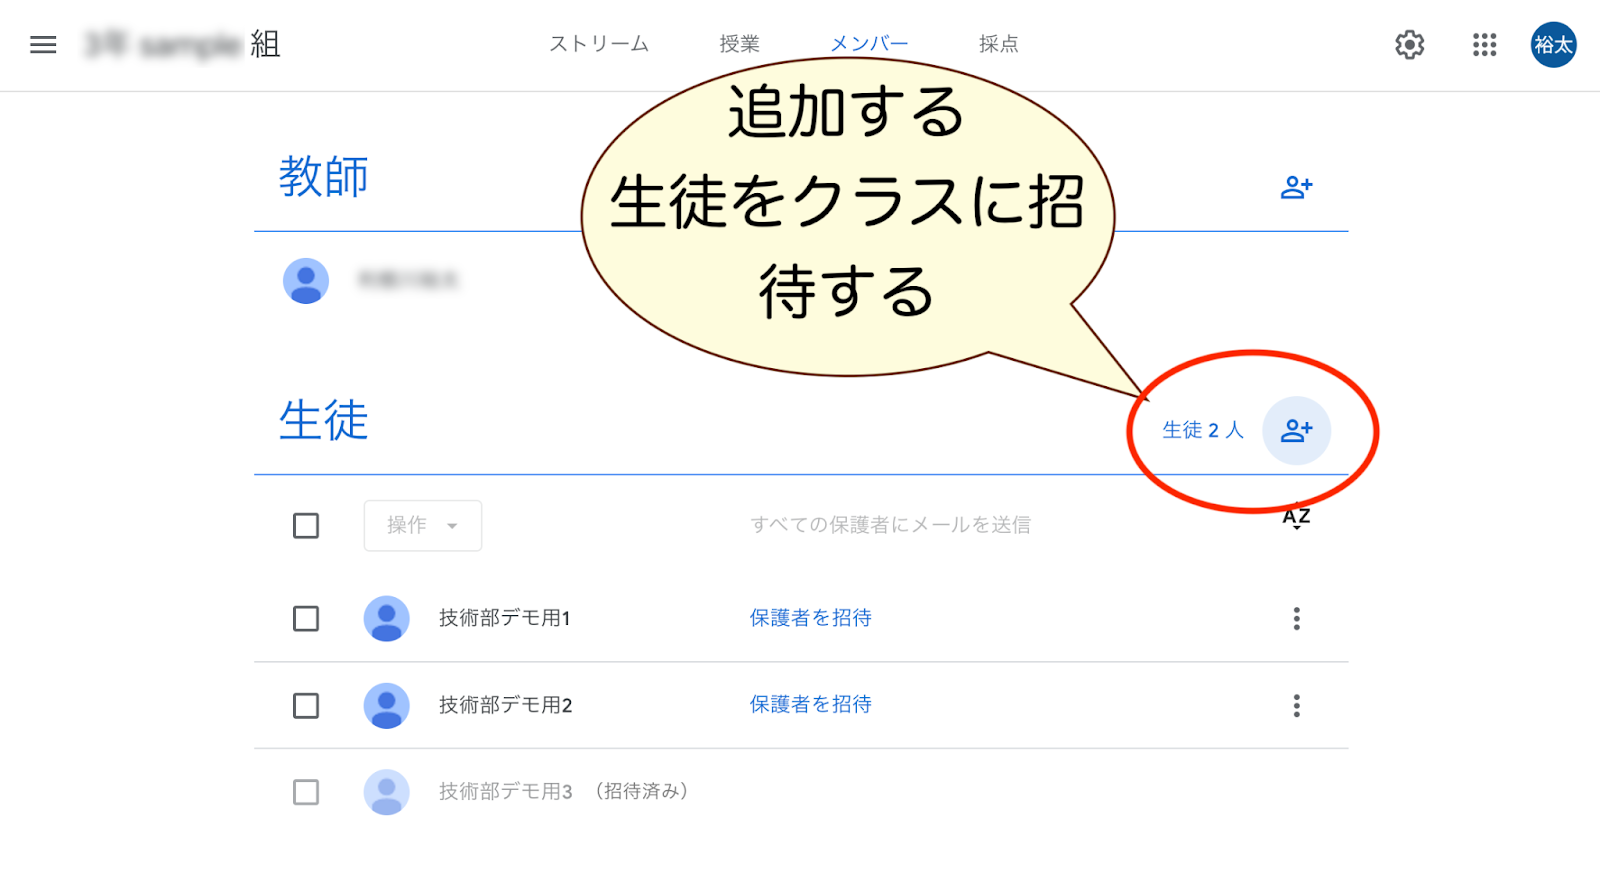 組
ストリーム 授業 メンバー 採点
裕太
追加する
生徒をクラスに招
待する
教師
生徒
生徒 2 人
操作
すべての保護者にメールを送信
AZ
技術部デモ用1 保護者を招待
技術部デモ用2 保護者を招待
技術部デモ用3 （招待済み）